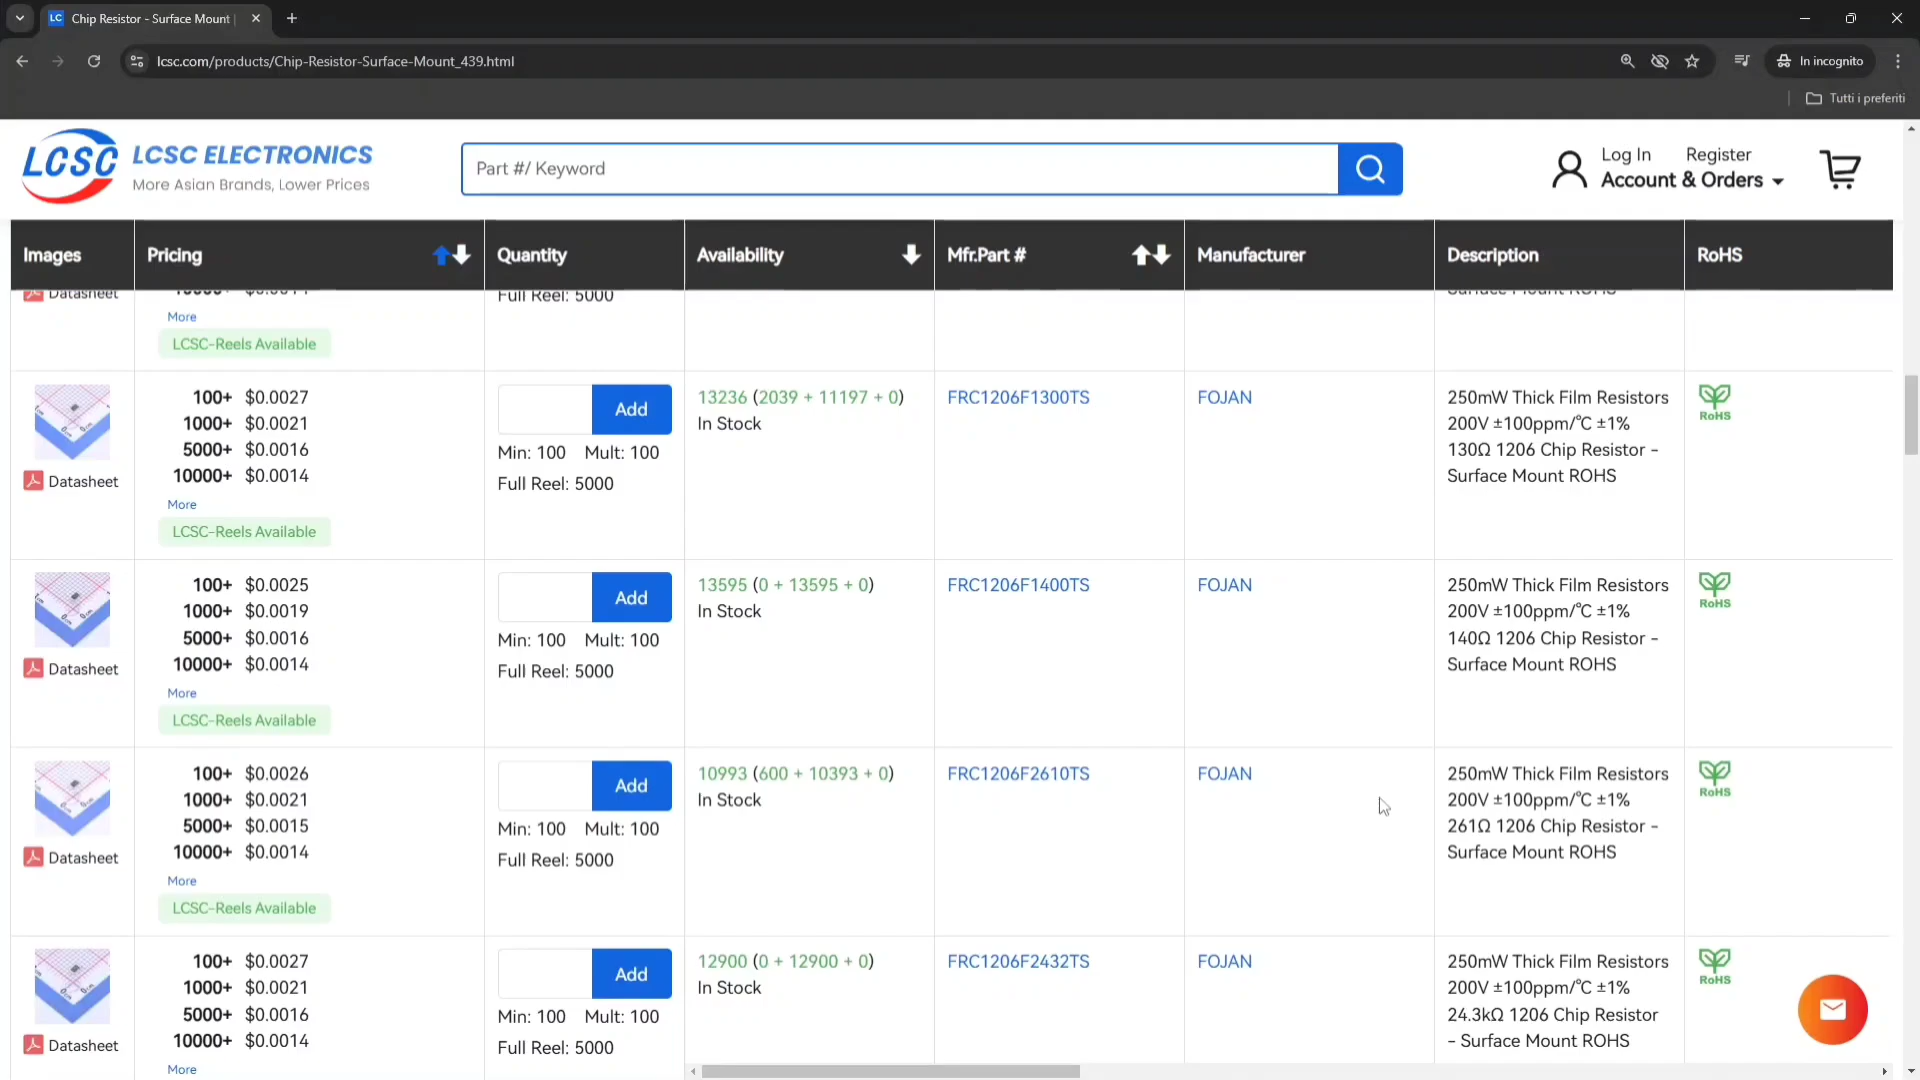 LC Chip Resistor - Surface Mount
lcsc.com/products/Chip-Resistor-Surface-Mount_439.html
In incognito
Tutti i preferiti
LCSC
LCSC ELECTRONICS
More Asian Brands, Lower Prices
Part #/ Keyword
Log In Register
Account & Orders
Images Pricing Quantity Availability Mfr.Part # Manufacturer Description RoHS
Datasheet
Full Reel: 5000
More
LCSC-Reels Available
100+ $0.0027
1000+ $0.0021
5000+ $0.0016
10000+ $0.0014
More
LCSC-Reels Available
Datasheet
Add
Min: 100 Mult: 100
Full Reel: 5000
13236 (2039 + 11197 + 0)
In Stock
FRC1206F1300TS
FOJAN
250mW Thick Film Resistors
200V ±100ppm/℃ ±1%
130Ω 1206 Chip Resistor -
Surface Mount ROHS
RoHS
100+ $0.0025
1000+ $0.0019
5000+ $0.0016
10000+ $0.0014
More
LCSC-Reels Available
Datasheet
Add
Min: 100 Mult: 100
Full Reel: 5000
13595 (0 + 13595 + 0)
In Stock
FRC1206F1400TS
FOJAN
250mW Thick Film Resistors
200V ±100ppm/℃ ±1%
140Ω 1206 Chip Resistor -
Surface Mount ROHS
RoHS
100+ $0.0026
1000+ $0.0021
5000+ $0.0015
10000+ $0.0014
More
LCSC-Reels Available
Datasheet
Add
Min: 100 Mult: 100
Full Reel: 5000
10993 (600 + 10393 + 0)
In Stock
FRC1206F2610TS
FOJAN
250mW Thick Film Resistors
200V ±100ppm/℃ ±1%
261Ω 1206 Chip Resistor -
Surface Mount ROHS
RoHS
100+ $0.0027
1000+ $0.0021
5000+ $0.0016
10000+ $0.0014
More
Datasheet
Add
Min: 100 Mult: 100
Full Reel: 5000
12900 (0 + 12900 + 0)
In Stock
FRC1206F2432TS
FOJAN
250mW Thick Film Resistors
200V ±100ppm/℃ ±1%
24.3kΩ 1206 Chip Resistor
- Surface Mount ROHS
RoHS